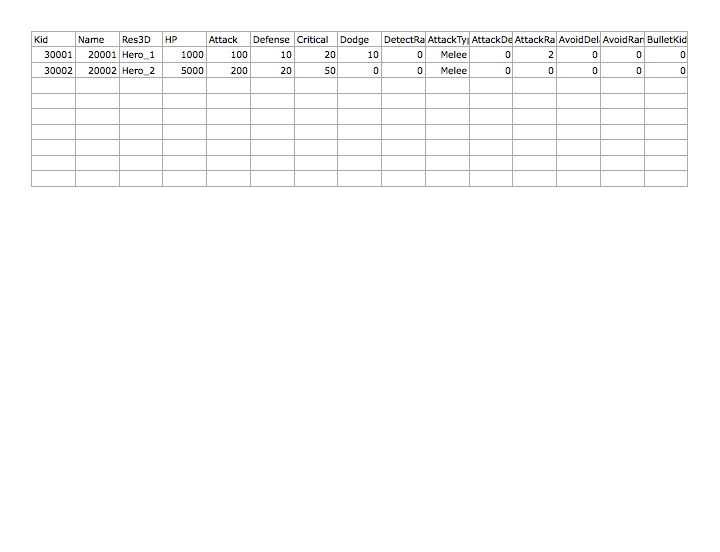 Kid Name Res3D HP Attack Defense Critical Dodge DetectRa AttackTyp AttackDe AttackRa AvoidDel AvoidRan BulletKid
30001 20001 Hero_1 1000 100 10 20 10 0 Melee 0 2 0 0 0
30002 20002 Hero_2 5000 200 20 50 0 0 Melee 0 0 0 0 0